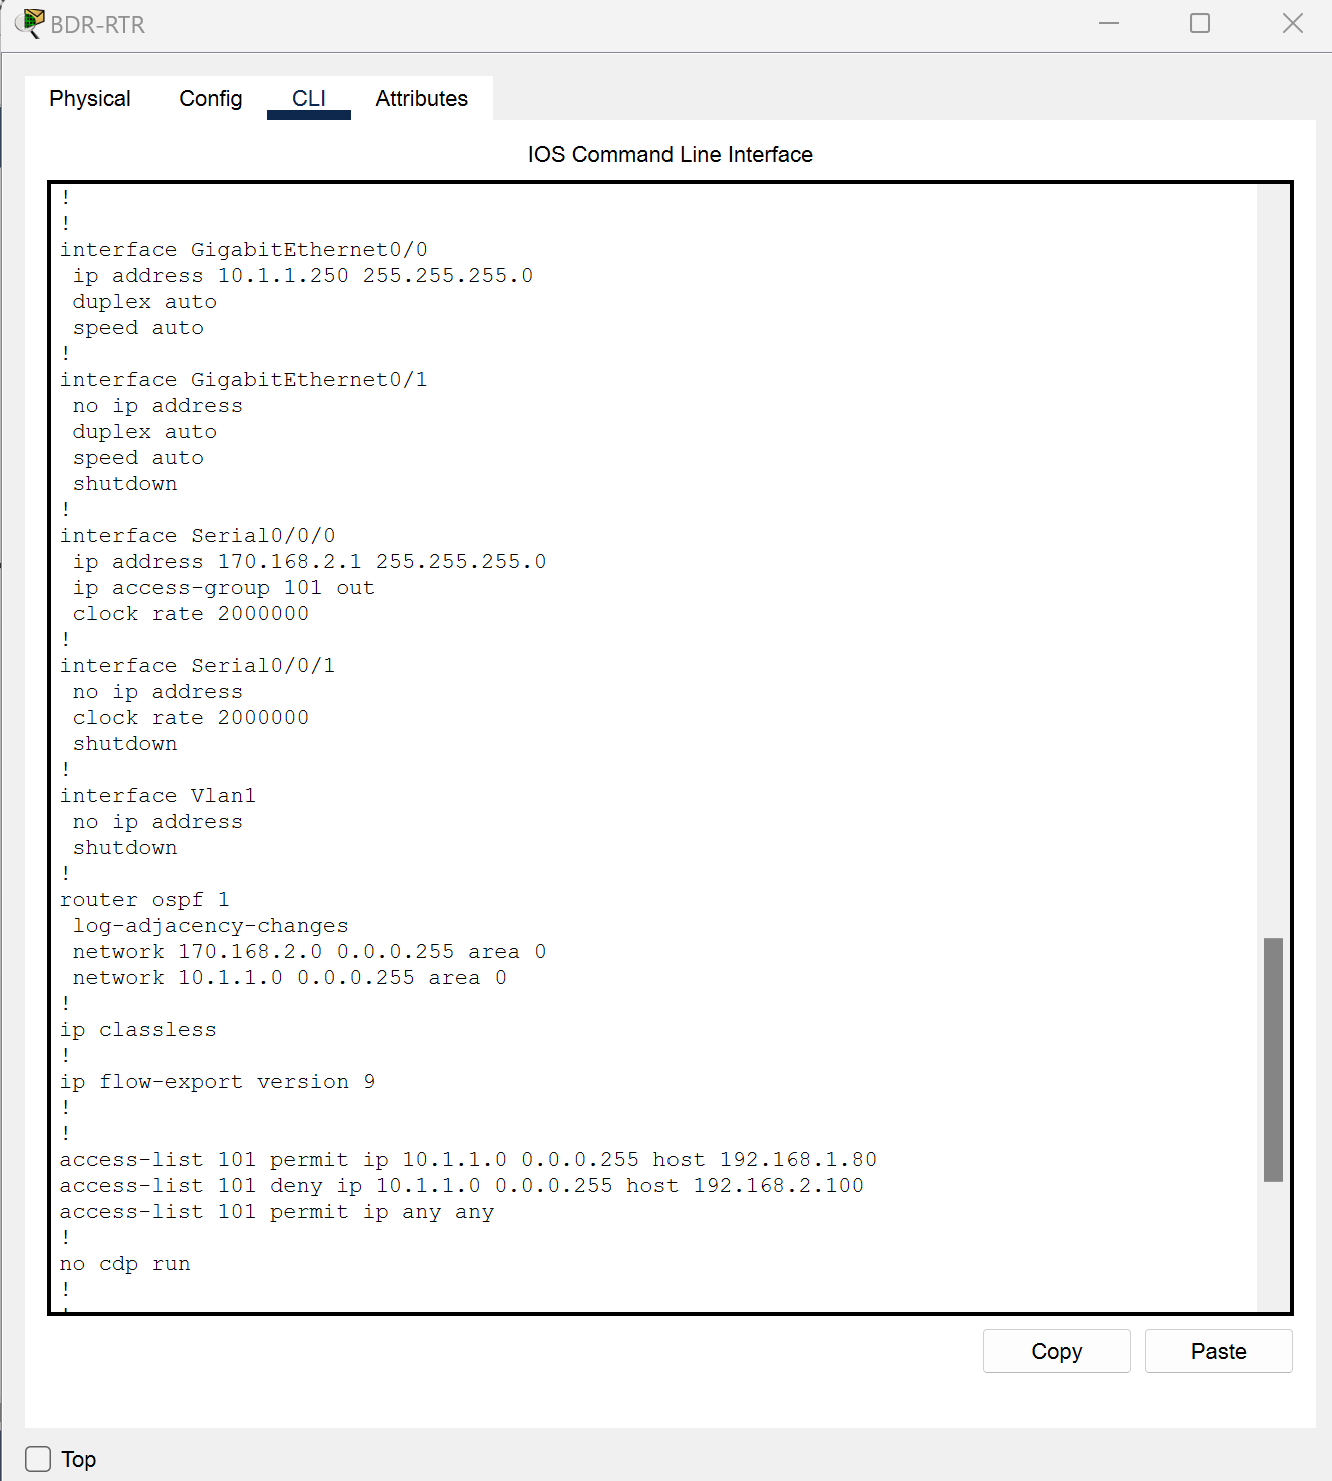 BDR-RTR
Physical Config CLI Attributes
IOS Command Line Interface
!
!
interface GigabitEthernet0/0
 ip address 10.1.1.250 255.255.255.0
 duplex auto
 speed auto
!
interface GigabitEthernet0/1
 no ip address
 duplex auto
 speed auto
 shutdown
!
interface Serial0/0/0
 ip address 170.168.2.1 255.255.255.0
 ip access-group 101 out
 clock rate 2000000
!
interface Serial0/0/1
 no ip address
 clock rate 2000000
 shutdown
!
interface Vlan1
 no ip address
 shutdown
!
router ospf 1
 log-adjacency-changes
 network 170.168.2.0 0.0.0.255 area 0
 network 10.1.1.0 0.0.0.255 area 0
!
ip classless
!
ip flow-export version 9
!
!
access-list 101 permit ip 10.1.1.0 0.0.0.255 host 192.168.1.80
access-list 101 deny ip 10.1.1.0 0.0.0.255 host 192.168.2.100
access-list 101 permit ip any any
!
no cdp run
!
Copy Paste
Top